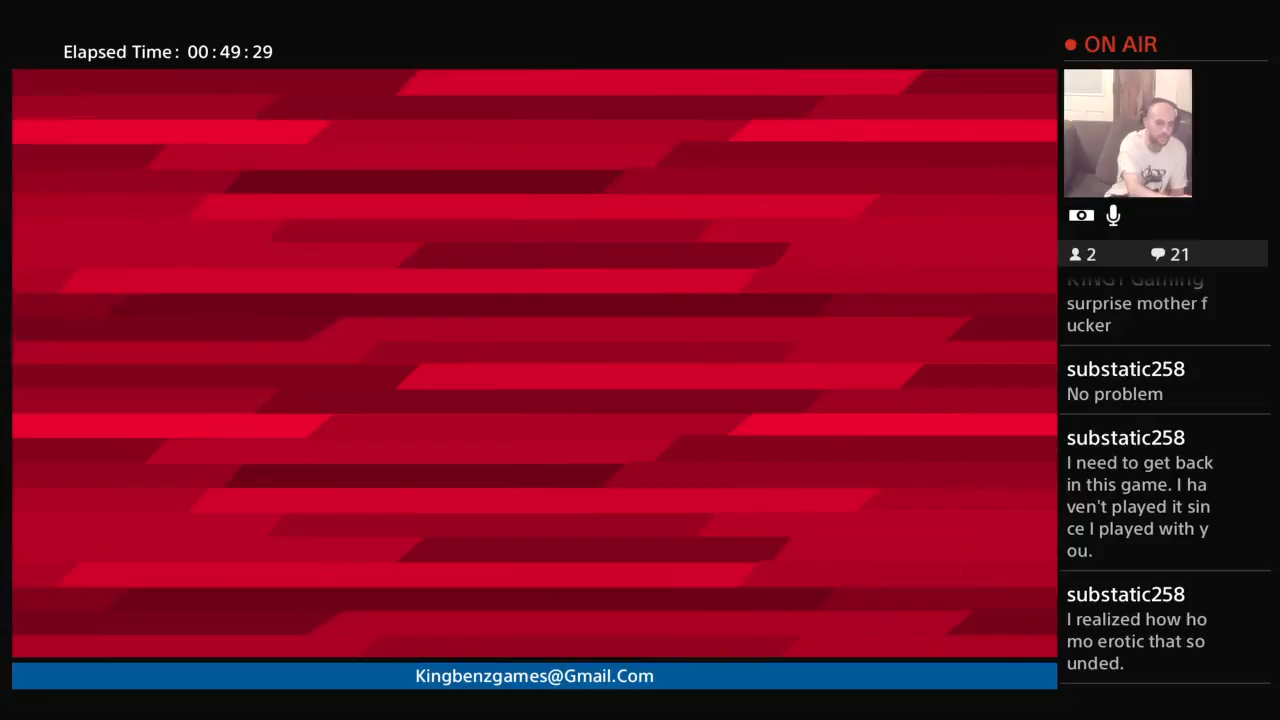 Elapsed Time: 00:49:29
ON AIR
2
21
K1NG1 Gaming
surprise mother f
ucker
substatic258
No problem
substatic258
I need to get back
in this game. I ha
ven't played it sin
ce I played with y
ou.
substatic258
I realized how ho
mo erotic that so
unded.
Kingbenzgames@Gmail.Com